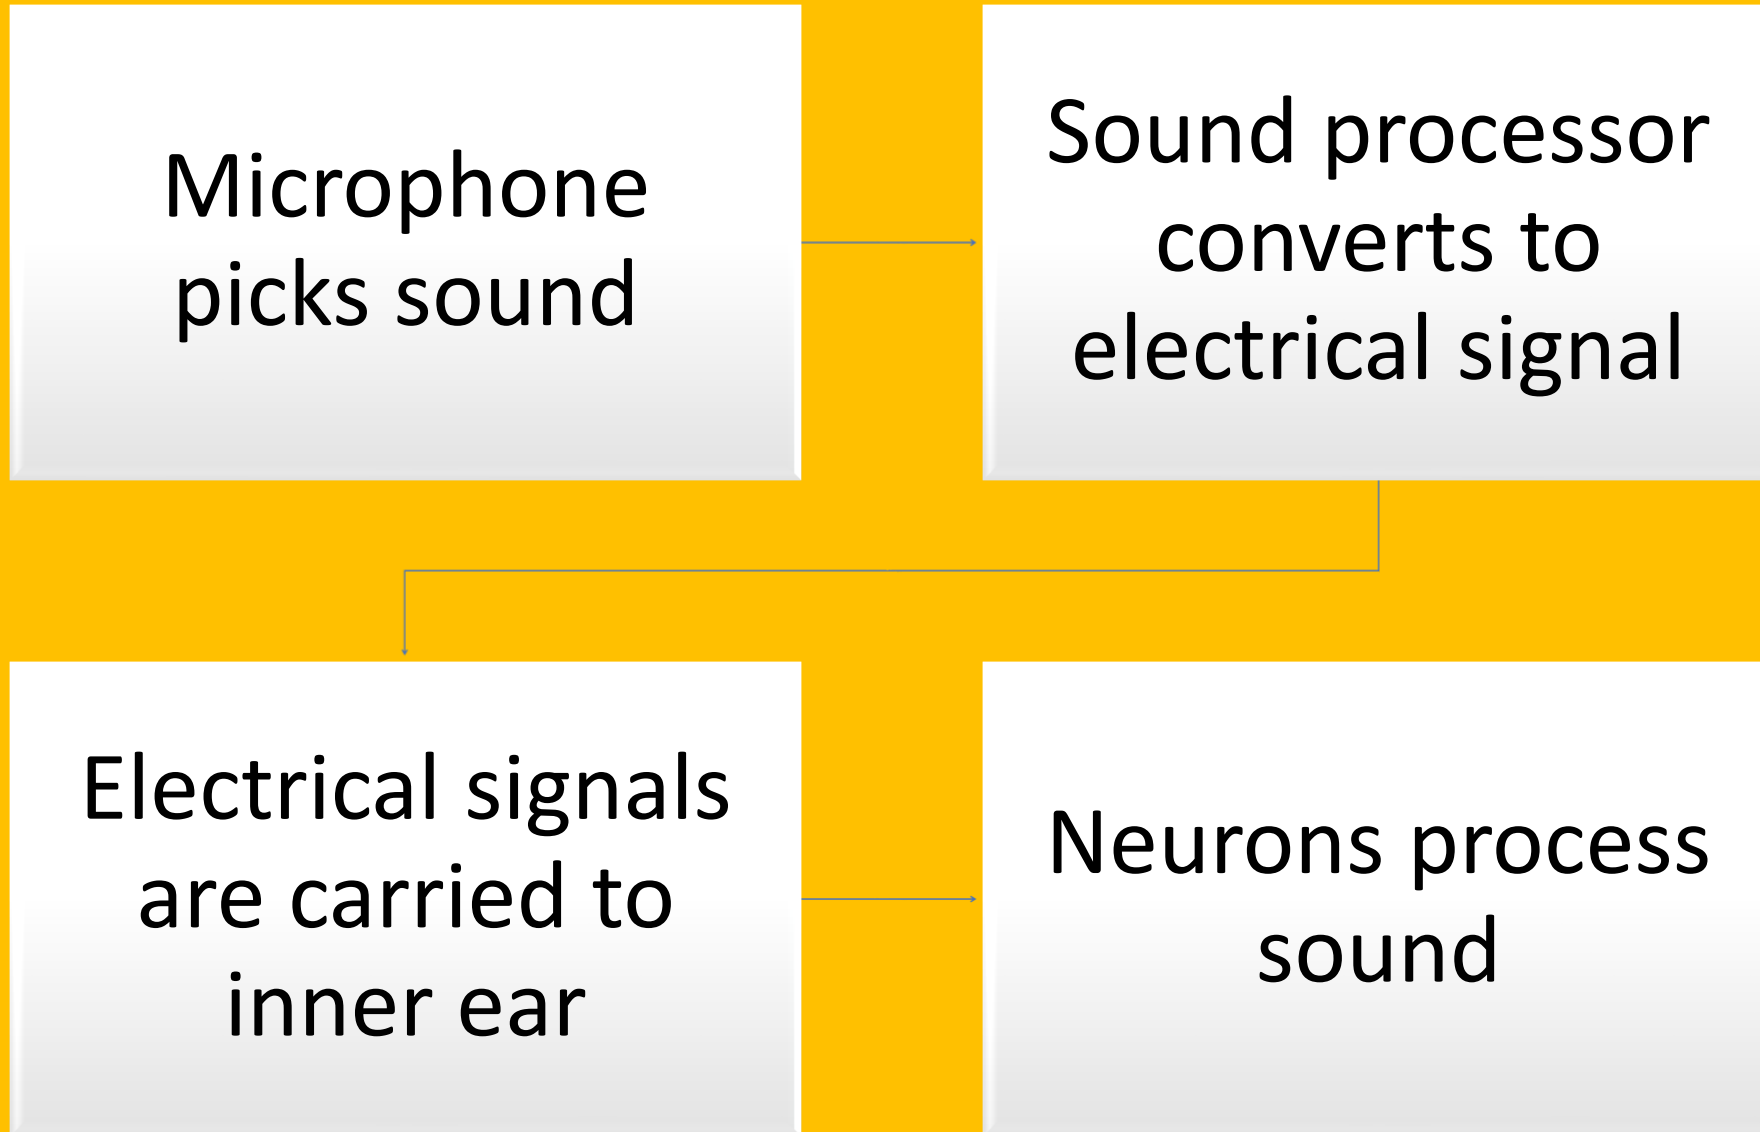 Microphone
picks sound
Sound processor
converts to
electrical signal
Electrical signals
are carried to
inner ear
Neurons process
sound